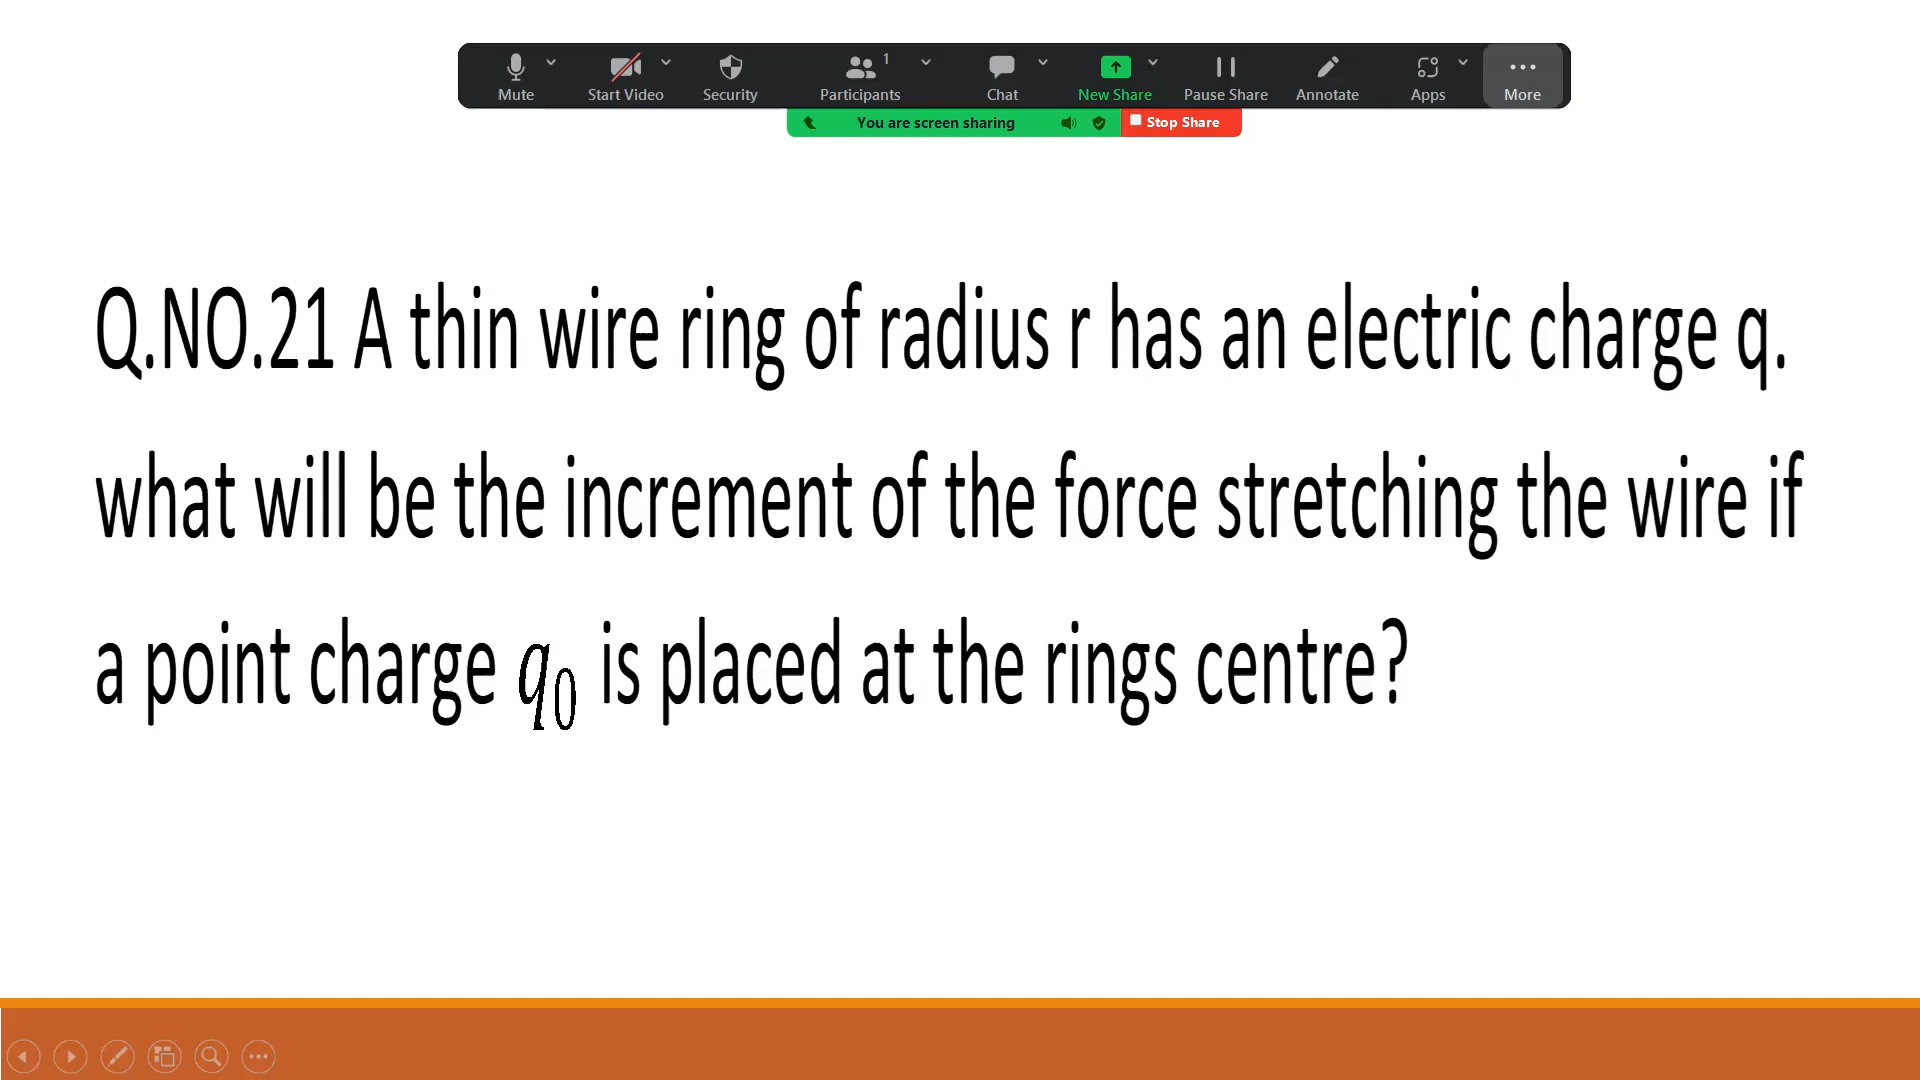 Mute Start Video Security Participants 1 Chat New Share Pause Share Annotate Apps More
You are screen sharing Stop Share
Q.NO.21 A thin wire ring of radius r has an electric charge q.
what will be the increment of the force stretching the wire if
a point charge q₀ is placed at the rings centre?